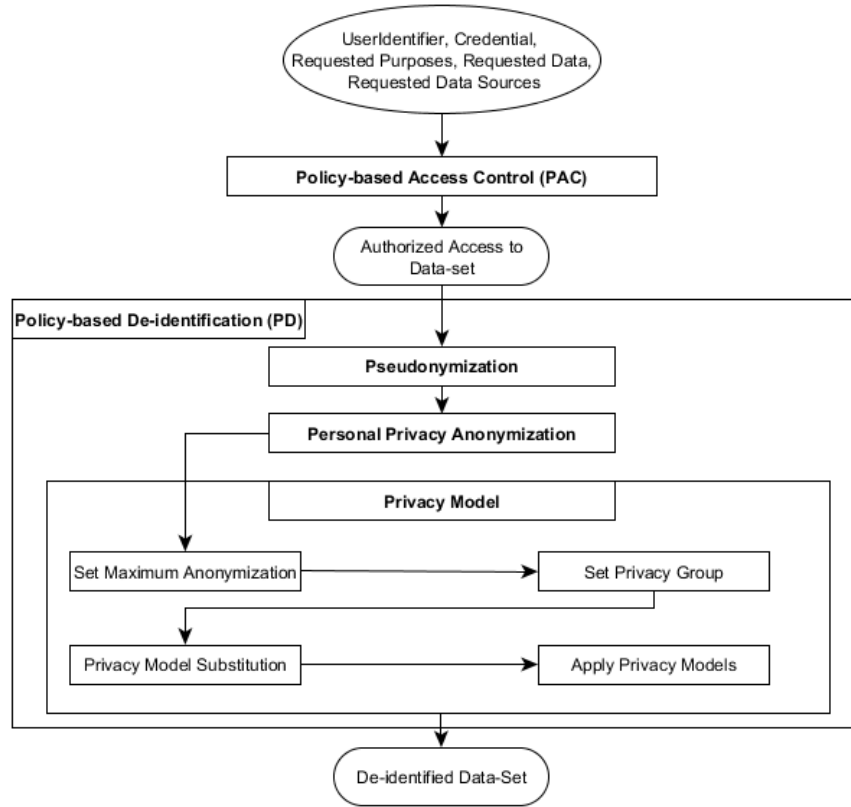 UserIdentifier, Credential,
Requested Purposes, Requested Data,
Requested Data Sources
Policy-based Access Control (PAC)
Authorized Access to
Data-set
Policy-based De-identification (PD)
Pseudonymization
Personal Privacy Anonymization
Privacy Model
Set Maximum Anonymization
Set Privacy Group
Privacy Model Substitution
Apply Privacy Models
De-identified Data-Set